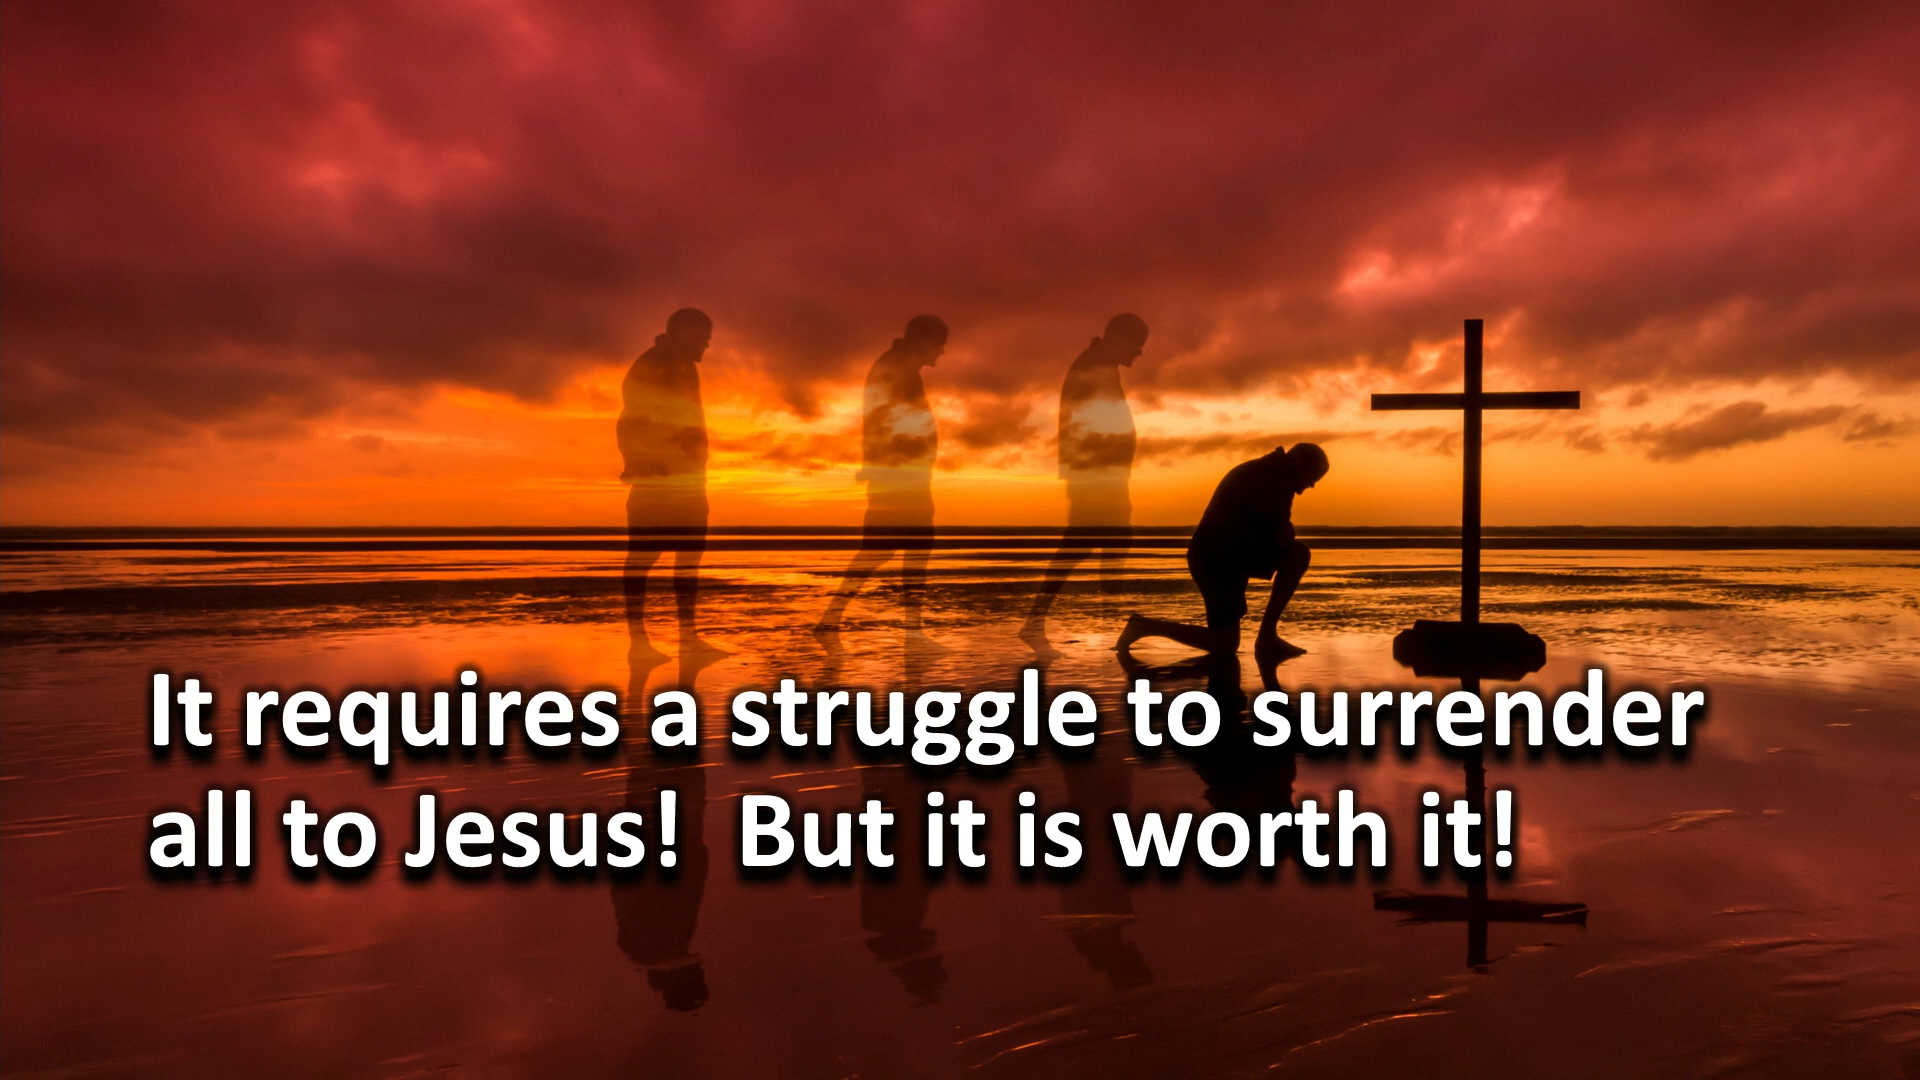 It requires a struggle to surrender
all to Jesus!  But it is worth it!